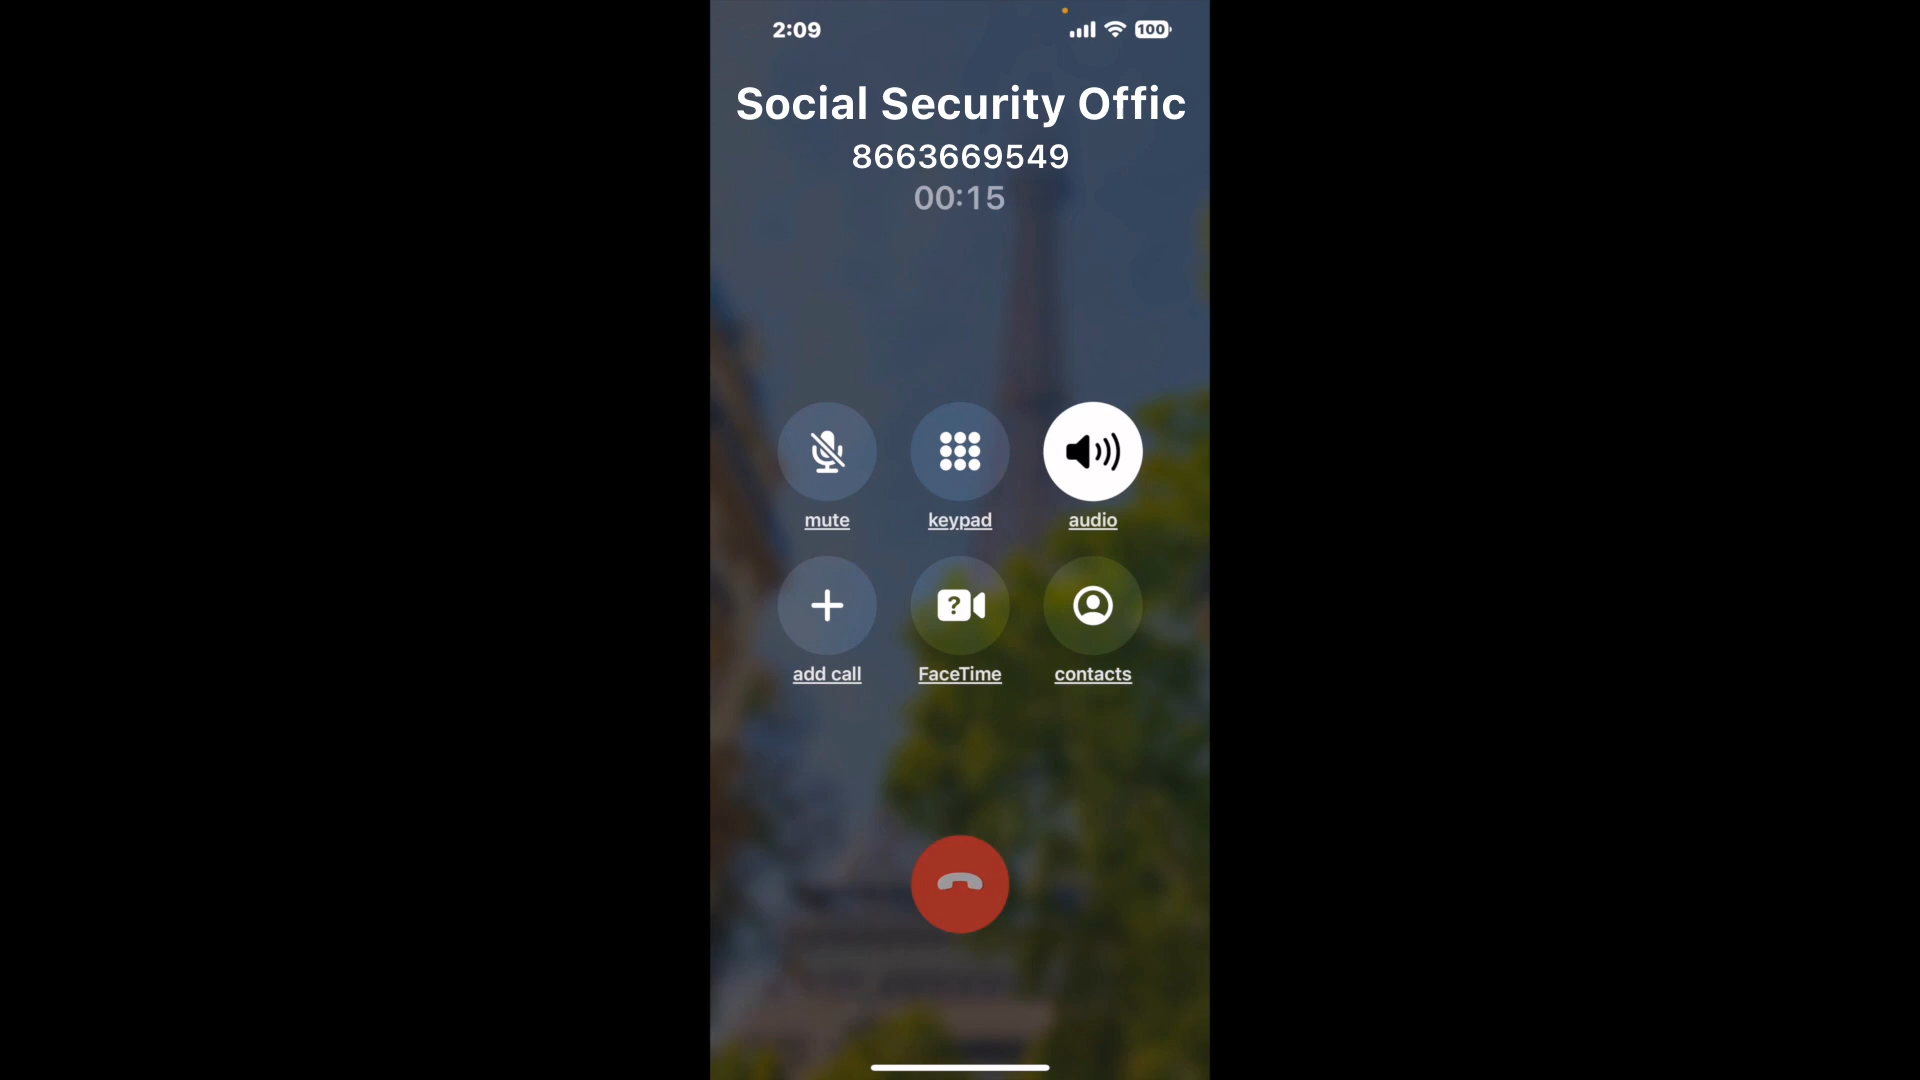 2:09
100
Social Security Offic
8663669549
00:15
mute
keypad
audio
?
add call
FaceTime
contacts